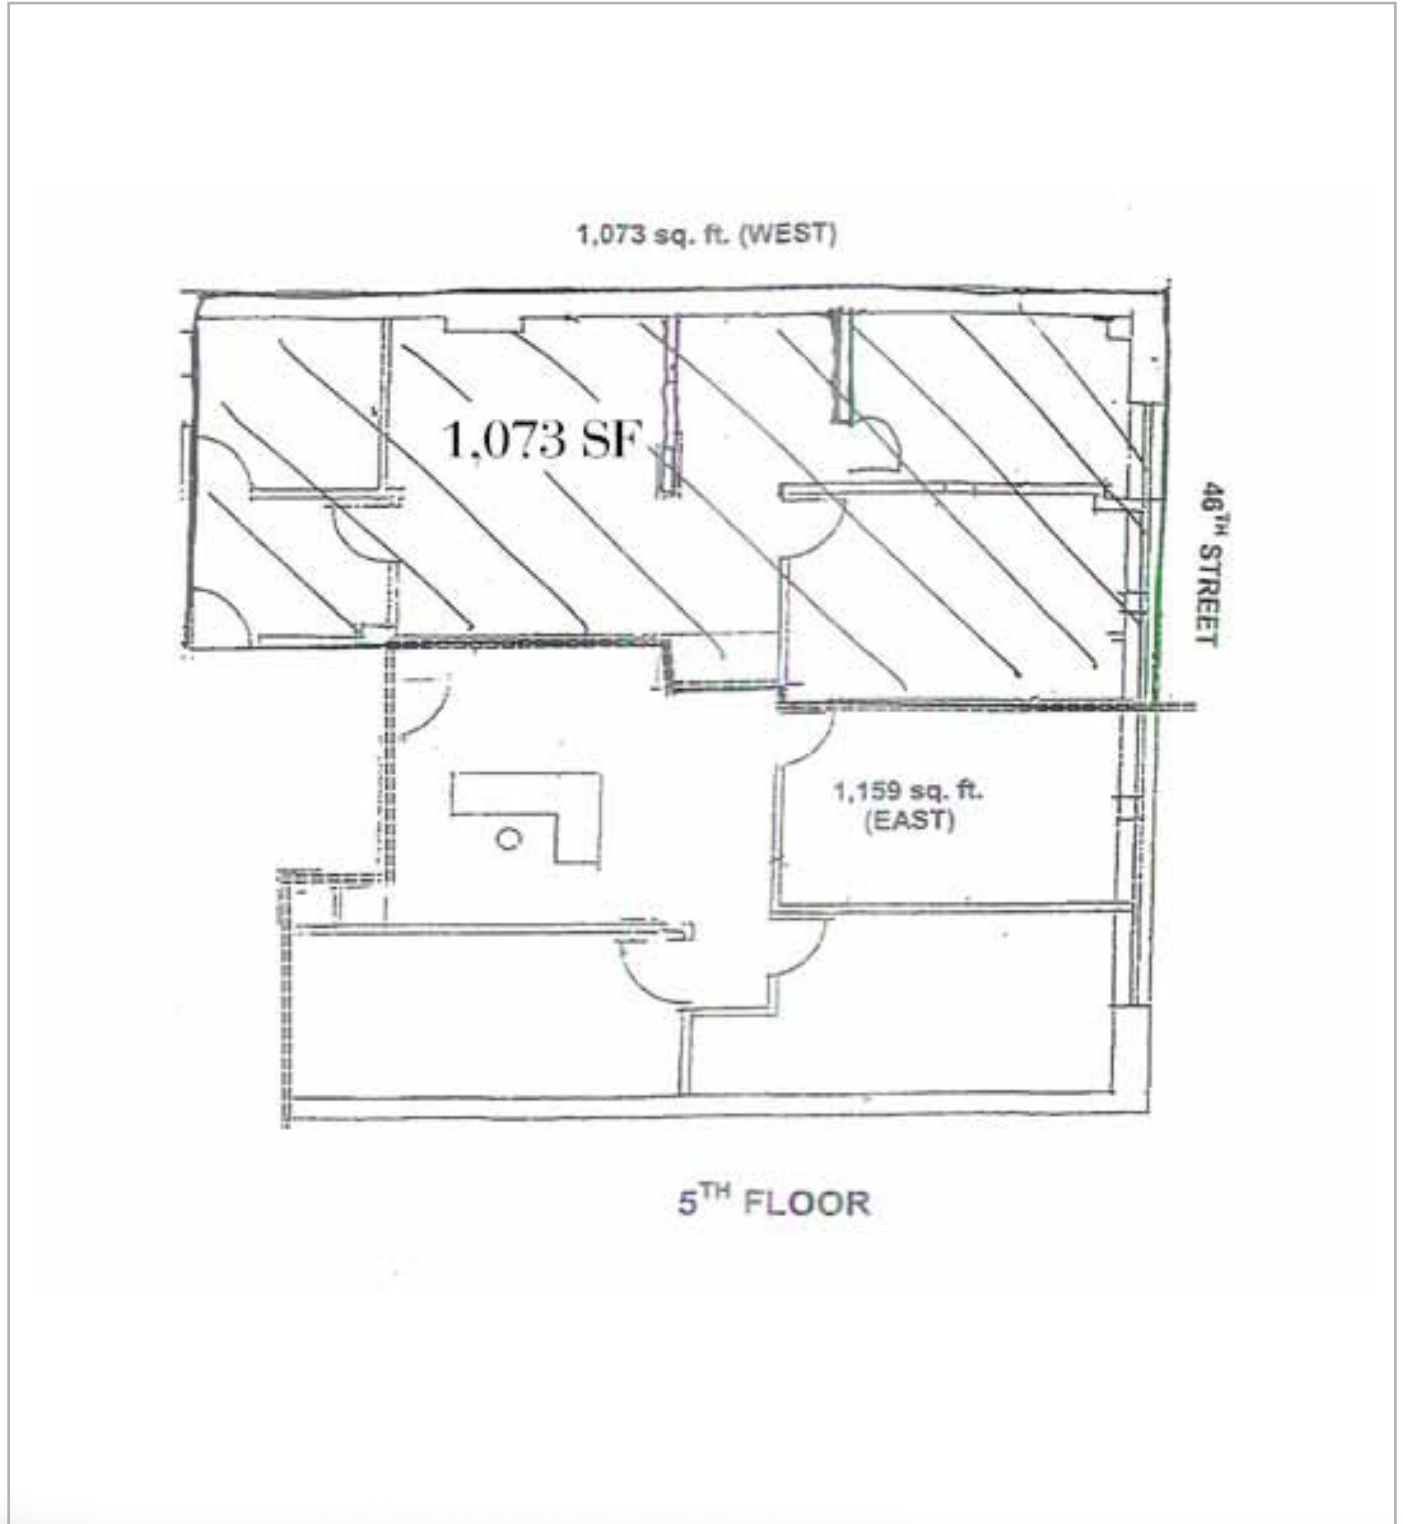 1,073 sq. ft. (WEST)
1,073 SF
46TH STREET
1,159 sq. ft.
(EAST)
5TH FLOOR